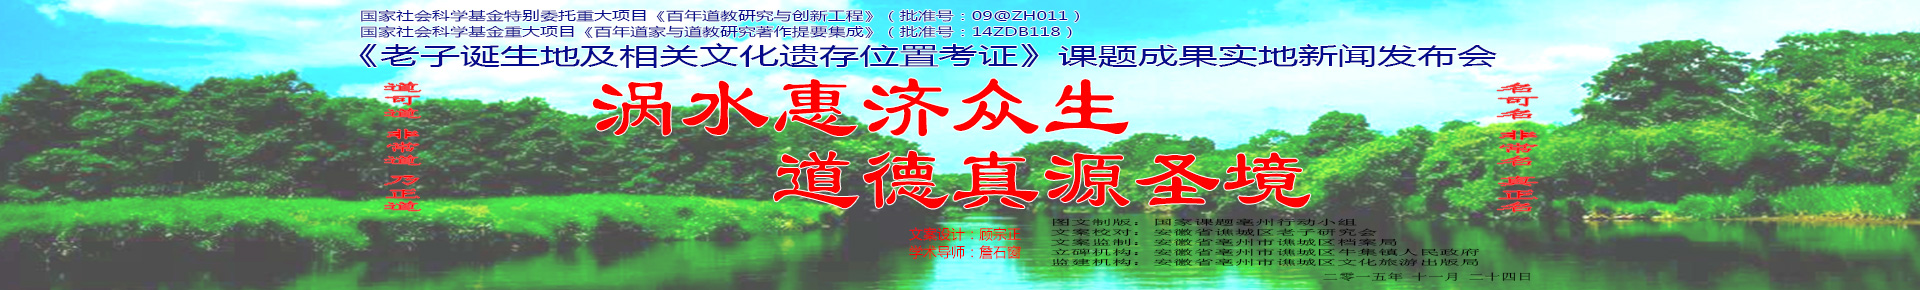 国家社会科学基金特别委托重大项目《百年道教研究与创新工程》（批准号：09@ZH011）
国家社会科学基金重大项目《百年道家与道教研究著作提要集成》（批准号：14ZDB118）
《老子诞生地及相关文化遗存位置考证》课题成果实地新闻发布会
道可道 非常道 乃正道
涡水惠济众生
道德真源圣境
名可名 非常名 真正名
文案设计：顾宗正
学术导师：詹石窗
图文制版：国家课题亳州行动小组
文案校对：安徽省谯城区老子研究会
文案监制：安徽省亳州市谯城区档案局
立碑机构：安徽省亳州市谯城区牛集镇人民政府
监建机构：安徽省亳州市谯城区文化旅游出版局
二零一五年 十一月 二十四日